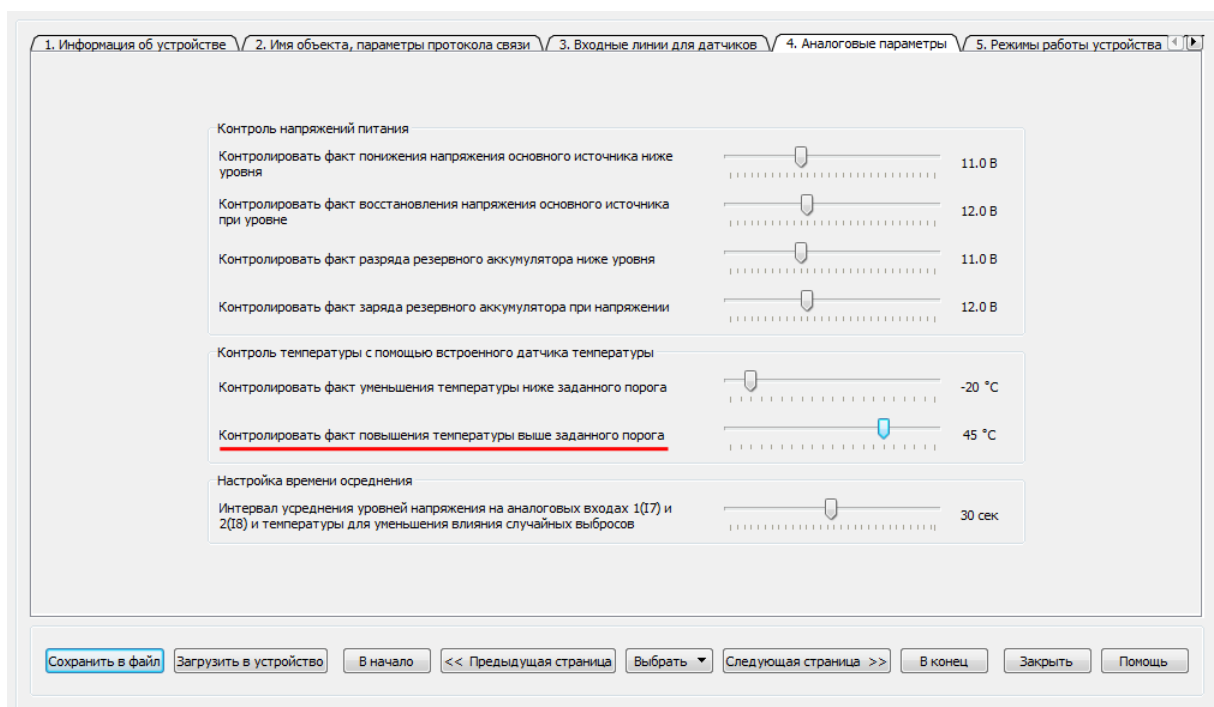 1. Информация об устройстве
2. Имя объекта, параметры протокола связи
3. Входные линии для датчиков
4. Аналоговые параметры
5. Режимы работы устройства
Контроль напряжений питания
Контролировать факт понижения напряжения основного источника ниже
уровня
11.0 В
Контролировать факт восстановления напряжения основного источника
при уровне
12.0 В
Контролировать факт разряда резервного аккумулятора ниже уровня
11.0 В
Контролировать факт заряда резервного аккумулятора при напряжении
12.0 В
Контроль температуры с помощью встроенного датчика температуры
Контролировать факт уменьшения температуры ниже заданного порога
-20 °C
Контролировать факт повышения температуры выше заданного порога
45 °C
Настройка времени осреднения
Интервал усреднения уровней напряжения на аналоговых входах 1(I7) и
2(I8) и температуры для уменьшения влияния случайных выбросов
30 сек
Сохранить в файл
Загрузить в устройство
В начало
<< Предыдущая страница
Выбрать
Следующая страница >>
В конец
Закрыть
Помощь